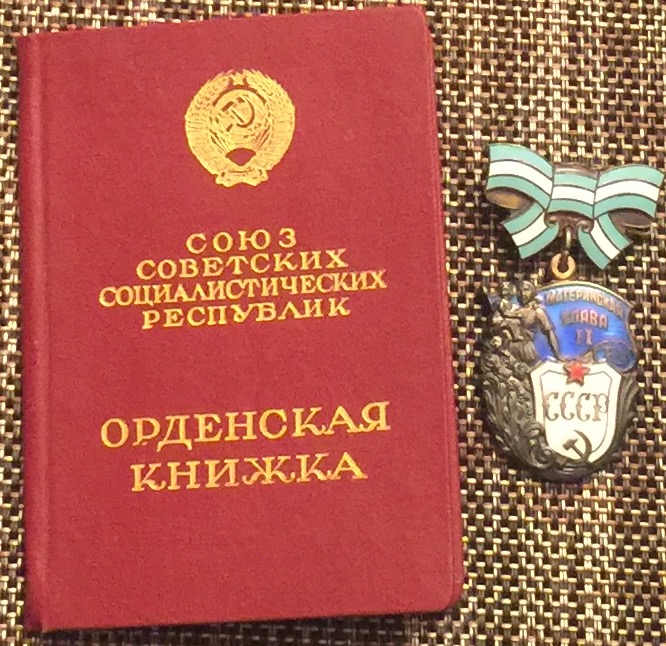 СОЮЗ
СОВЕТСКИХ
СОЦИАЛИСТИЧЕСКИХ
РЕСПУБЛИК
ОРДЕНСКАЯ
КНИЖКА
МАТЕРИНСКАЯ
СЛАВА
II
СССР